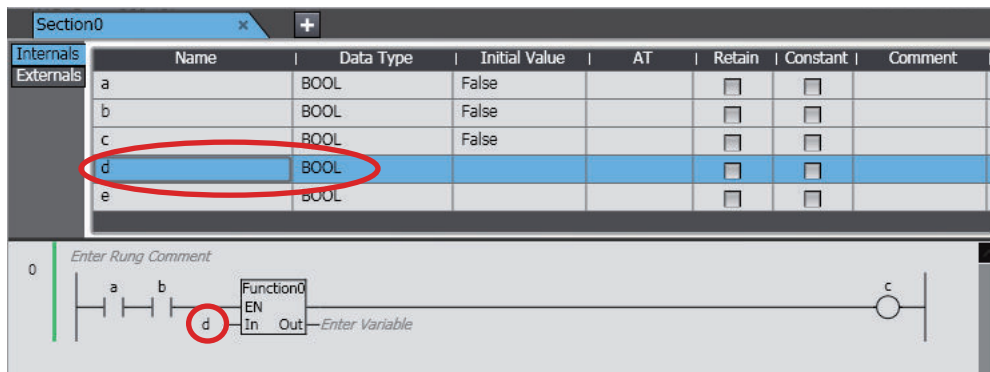 Section0 × +
Internals
Externals
Name Data Type Initial Value AT Retain Constant Comment
a BOOL False
b BOOL False
c BOOL False
d BOOL
e BOOL
Enter Rung Comment
0
a b Function0 c
EN
d In Out Enter Variable